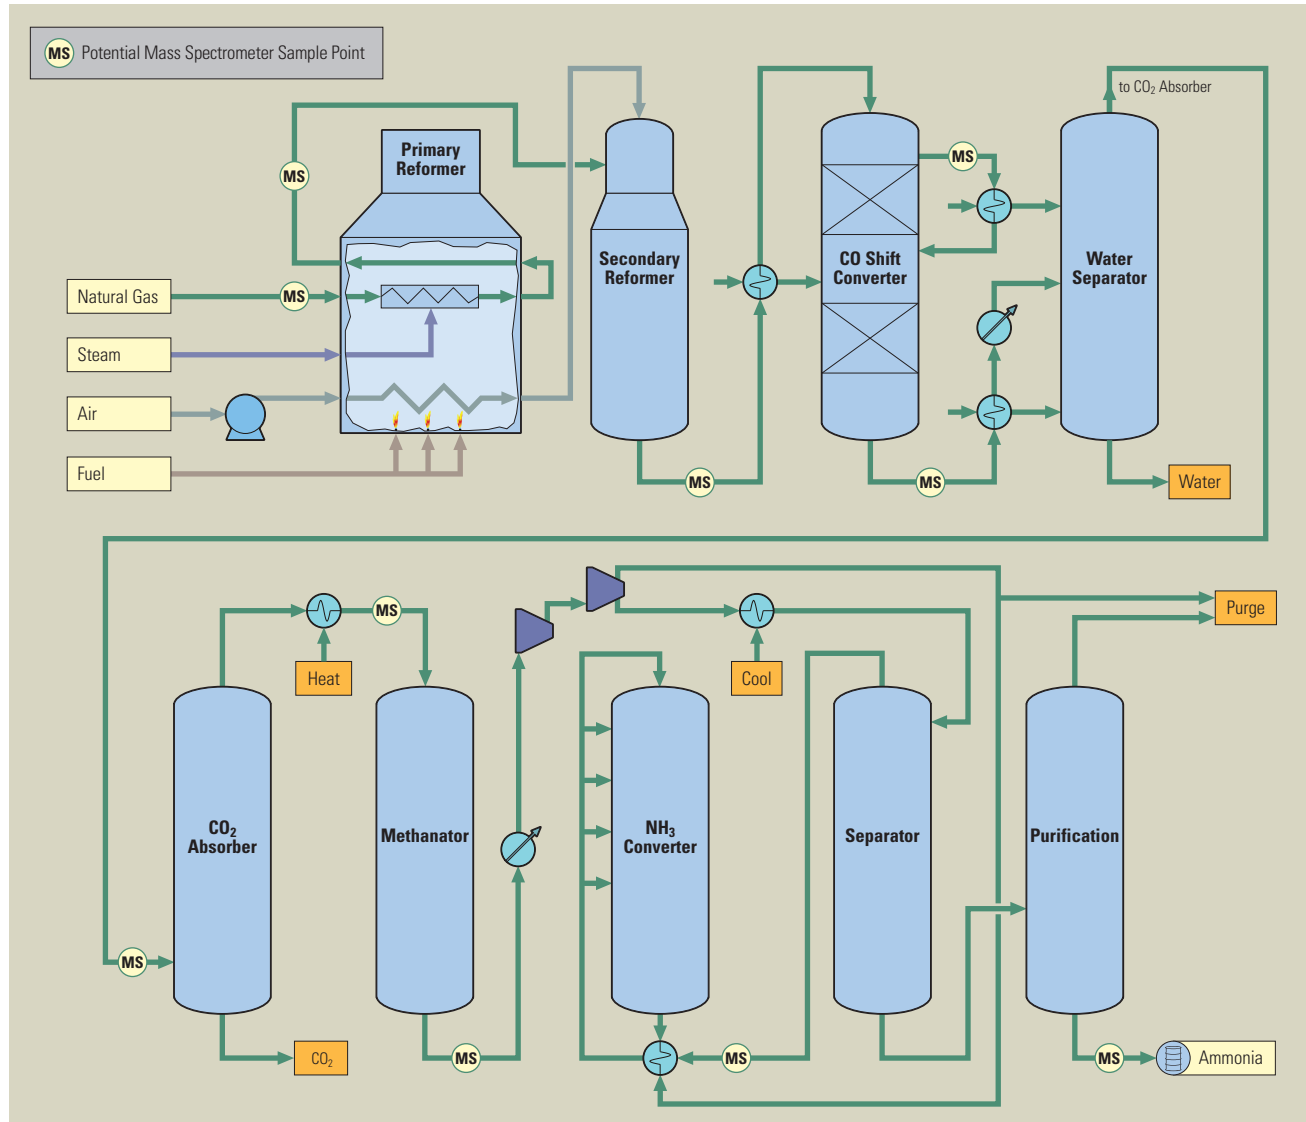 MS Potential Mass Spectrometer Sample Point
to CO₂ Absorber
Primary
Reformer
MS
MS
Secondary
Reformer
CO Shift
Converter
Water
Separator
Natural Gas
MS
Steam
Air
Fuel
MS
MS
Water
MS
Purge
Heat
Cool
CO₂
Absorber
Methanator
NH₃
Converter
Separator
Purification
MS
CO₂
MS
MS
MS
Ammonia